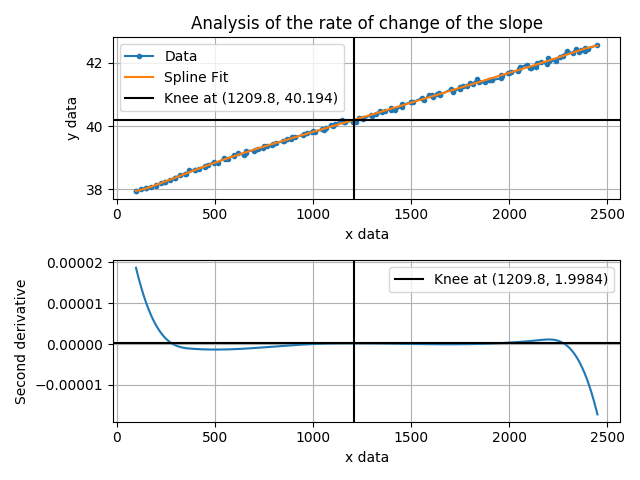 Analysis of the rate of change of the slope
Data
Spline Fit
Knee at (1209.8, 40.194)
y data
42
40
38
0 500 1000 1500 2000 2500
x data
Knee at (1209.8, 1.9984)
Second derivative
0.00002
0.00001
0.00000
−0.00001
0 500 1000 1500 2000 2500
x data